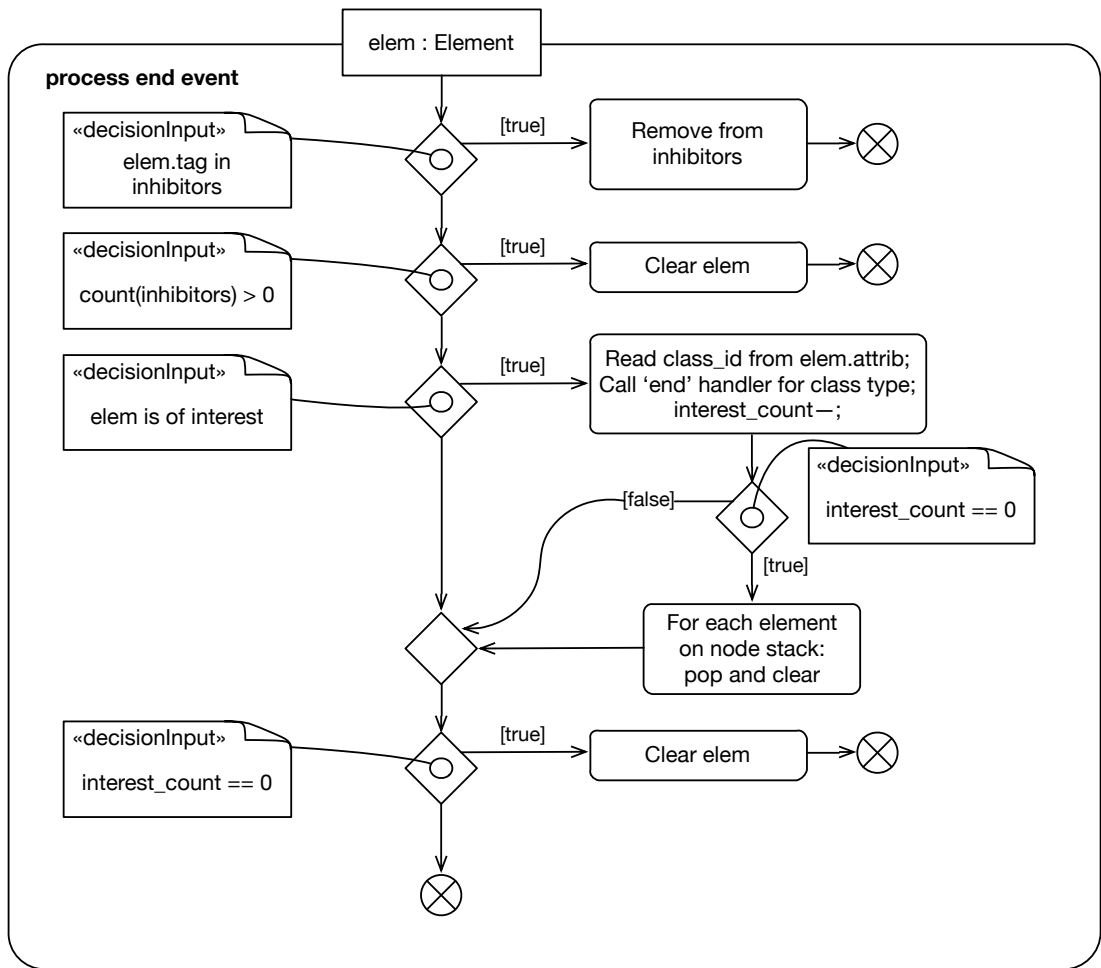 elem : Element
process end event
«decisionInput»
elem.tag in
inhibitors
[true]
Remove from
inhibitors
«decisionInput»
count(inhibitors) > 0
[true]
Clear elem
«decisionInput»
elem is of interest
[true]
Read class_id from elem.attrib;
Call ‘end’ handler for class type;
interest_count—;
«decisionInput»
interest_count == 0
[false]
[true]
For each element
on node stack:
pop and clear
«decisionInput»
interest_count == 0
[true]
Clear elem